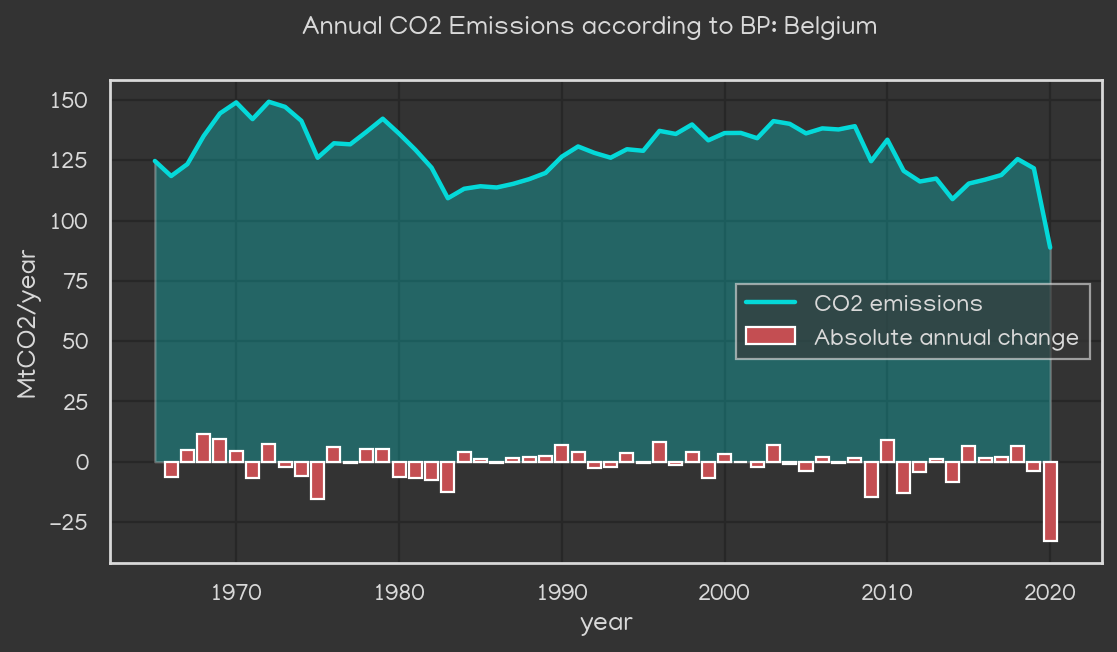 Annual CO2 Emissions according to BP: Belgium
MtCO2/year
150
125
100
75
50
25
0
−25
CO2 emissions
Absolute annual change
1970 1980 1990 2000 2010 2020
year